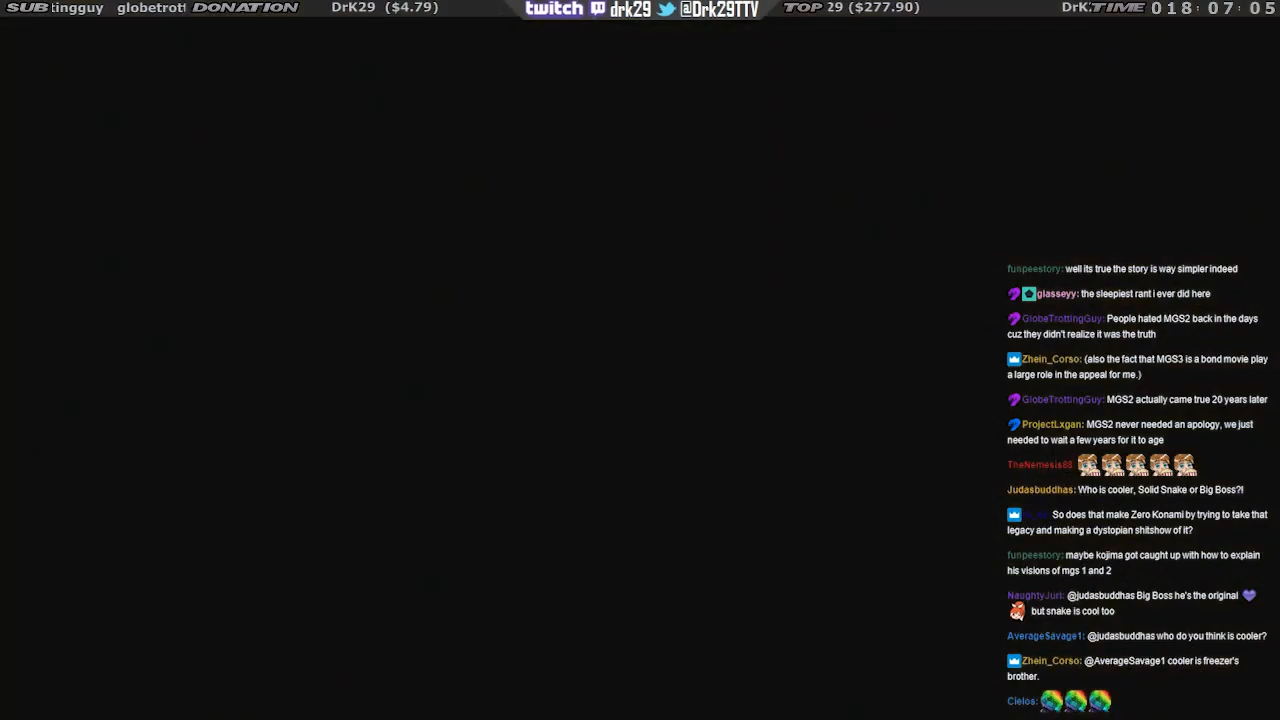 SUB tingguy globetrott DONATION DrK29 ($4.79) twitch drk29 @Drk29TTV TOP 29 ($277.90) DrK TIME 18:07:05
funpeestory: well its true the story is way simpler indeed
glasseyy: the sleepiest rant i ever did here
GlobeTrottingGuy: People hated MGS2 back in the days
cuz they didn't realize it was the truth
Zhein_Corso: (also the fact that MGS3 is a bond movie play
a large role in the appeal for me.)
GlobeTrottingGuy: MGS2 actually came true 20 years later
ProjectLxgan: MGS2 never needed an apology, we just
needed to wait a few years for it to age
TheNemesis88
Judasbuddhas: Who is cooler, Solid Snake or Big Boss?!
So does that make Zero Konami by trying to take that
legacy and making a dystopian shitshow of it?
funpeestory: maybe kojima got caught up with how to explain
his visions of mgs 1 and 2
NaughtyJuri: @judasbuddhas Big Boss he's the original
but snake is cool too
AverageSavage1: @judasbuddhas who do you think is cooler?
Zhein_Corso: @AverageSavage1 cooler is freezer's
brother.
Cielos: